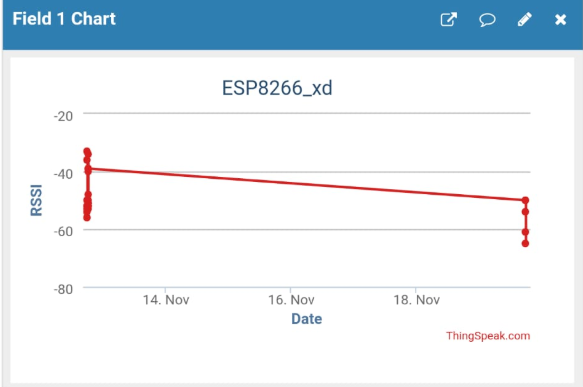 Field 1 Chart
ESP8266_xd
-20
-40
-60
-80
RSSI
14. Nov
16. Nov
18. Nov
Date
ThingSpeak.com